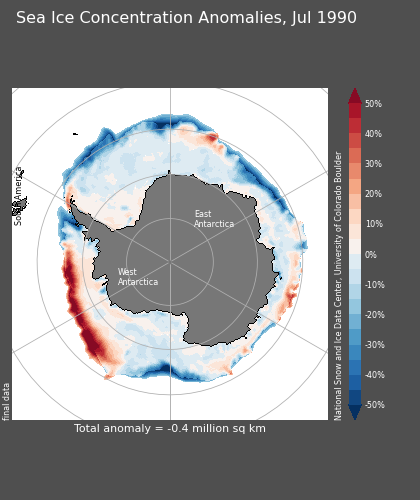 Sea Ice Concentration Anomalies, Jul 1990
South America
East
Antarctica
West
Antarctica
50%
40%
30%
20%
10%
0%
-10%
-20%
-30%
-40%
-50%
National Snow and Ice Data Center, University of Colorado Boulder
final data
Total anomaly = -0.4 million sq km